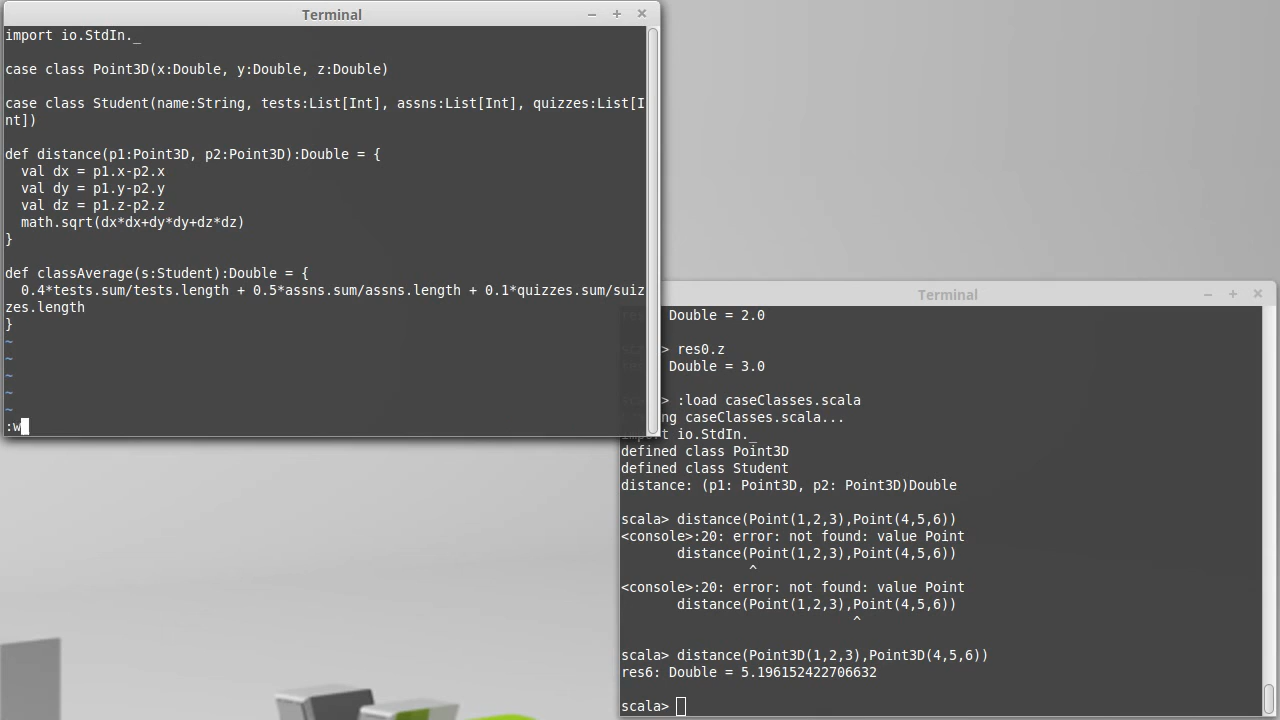 Terminal
import io.StdIn._
case class Point3D(x:Double, y:Double, z:Double)
case class Student(name:String, tests:List[Int], assns:List[Int], quizzes:List[I
nt])
def distance(p1:Point3D, p2:Point3D):Double = {
  val dx = p1.x-p2.x
  val dy = p1.y-p2.y
  val dz = p1.z-p2.z
  math.sqrt(dx*dx+dy*dy+dz*dz)
}
def classAverage(s:Student):Double = {
  0.4*tests.sum/tests.length + 0.5*assns.sum/assns.length + 0.1*quizzes.sum/suiz
zes.length
}
~
~
~
~
~
:w
Terminal
Double = 2.0
> res0.z
Double = 3.0
> :load caseClasses.scala
ng caseClasses.scala...
import io.StdIn._
defined class Point3D
defined class Student
distance: (p1: Point3D, p2: Point3D)Double
scala> distance(Point(1,2,3),Point(4,5,6))
<console>:20: error: not found: value Point
       distance(Point(1,2,3),Point(4,5,6))
                ^
<console>:20: error: not found: value Point
       distance(Point(1,2,3),Point(4,5,6))
                             ^
scala> distance(Point3D(1,2,3),Point3D(4,5,6))
res6: Double = 5.196152422706632
scala>